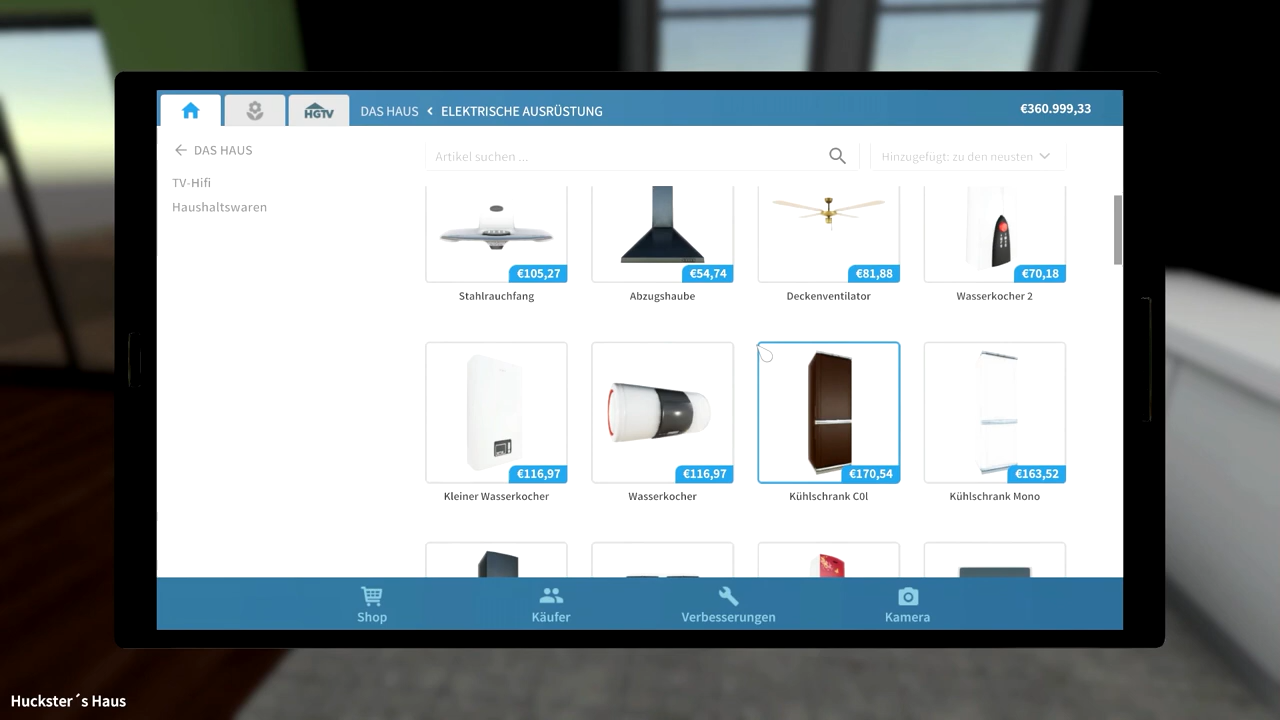 HGTV
DAS HAUS
ELEKTRISCHE AUSRÜSTUNG
€360.999,33
DAS HAUS
TV-Hifi
Haushaltswaren
Artikel suchen ...
Hinzugefügt: zu den neusten
€105,27
€54,74
€81,88
€70,18
Stahlrauchfang
Abzugshaube
Deckenventilator
Wasserkocher 2
€116,97
€116,97
€170,54
€163,52
Kleiner Wasserkocher
Wasserkocher
Kühlschrank C0l
Kühlschrank Mono
Shop
Käufer
Verbesserungen
Kamera
Huckster´s Haus